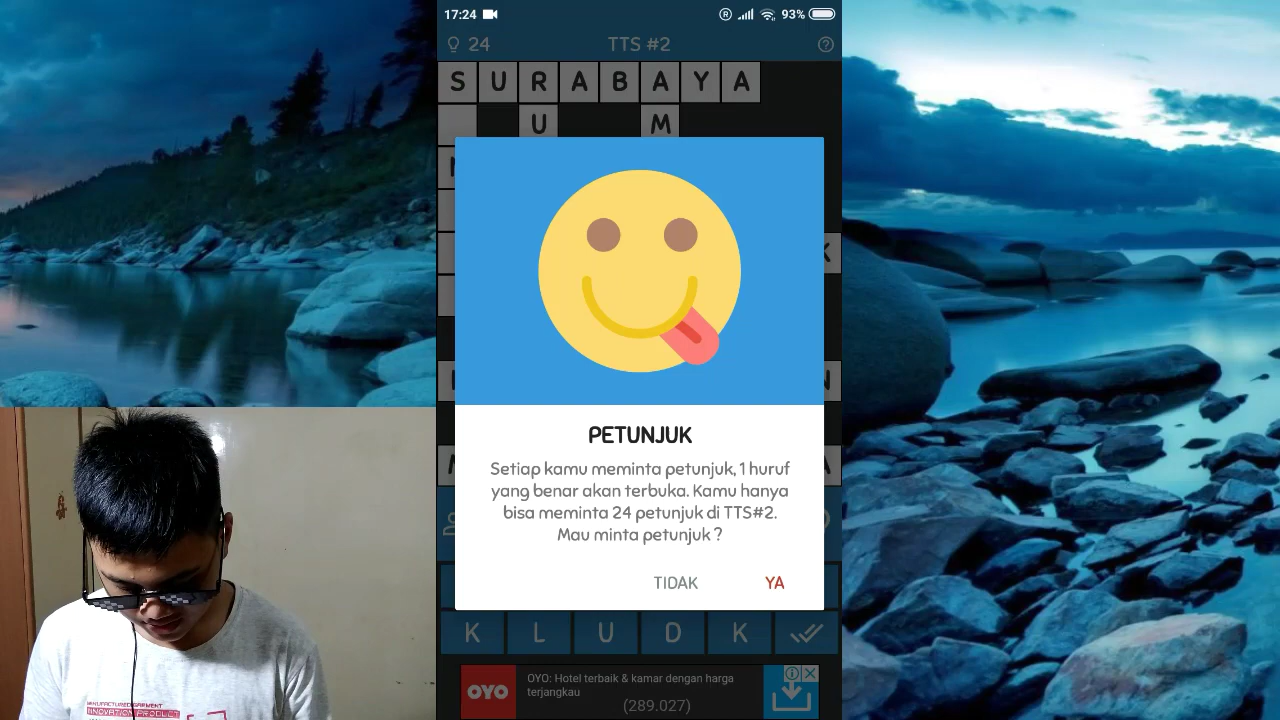 17:24
R
93%
24
TTS #2
S U R A B A Y A
U
M
PETUNJUK
Setiap kamu meminta petunjuk, 1 huruf
yang benar akan terbuka. Kamu hanya
bisa meminta 24 petunjuk di TTS#2.
Mau minta petunjuk ?
TIDAK
YA
K L U D K
OYO
OYO: Hotel terbaik & kamar dengan harga
terjangkau
(289.027)
INNOVATION PRODUCT